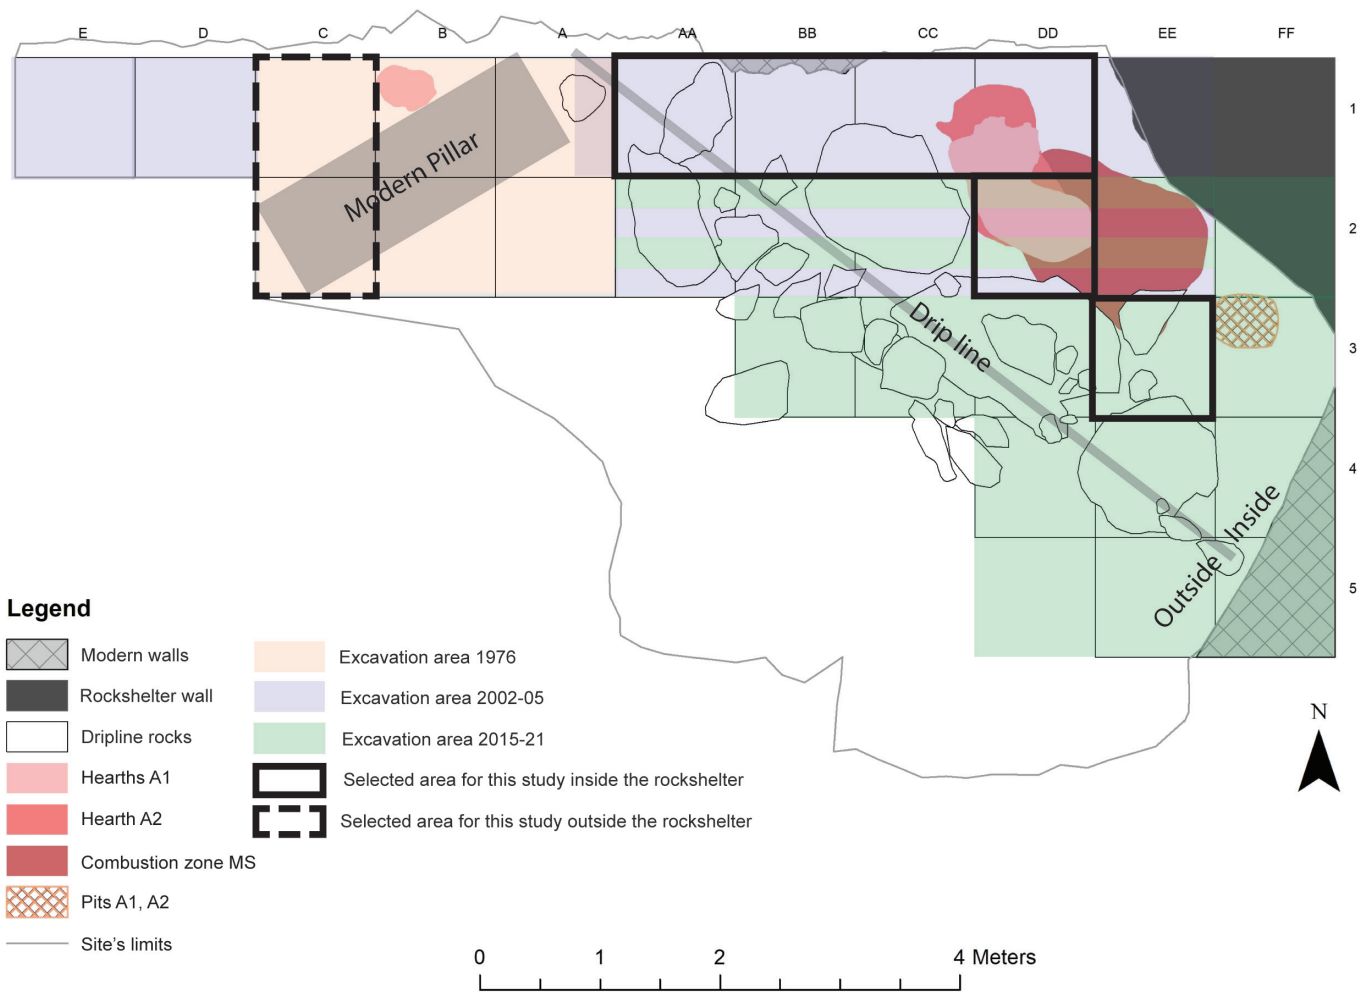 E D C B A AA BB CC DD EE FF
1
2
3
4
5
Modern Pillar
Drip line
Outside
Inside
Legend
Modern walls
Rockshelter wall
Dripline rocks
Hearths A1
Hearth A2
Combustion zone MS
Pits A1, A2
Site's limits
Excavation area 1976
Excavation area 2002-05
Excavation area 2015-21
Selected area for this study inside the rockshelter
Selected area for this study outside the rockshelter
N
0 1 2 4 Meters